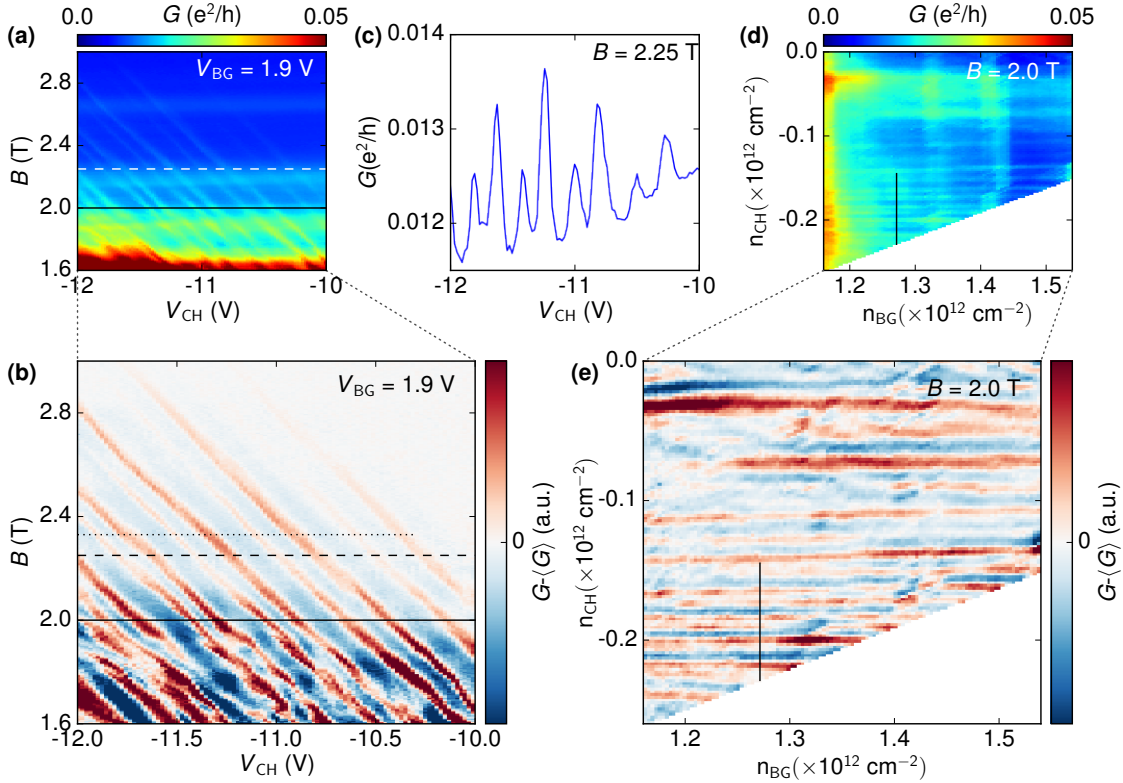 (a)
0.0 G (e²/h) 0.05
V_BG = 1.9 V
B (T)
2.8
2.4
2.0
1.6
-12 -11 -10
V_CH (V)
(c)
B = 2.25 T
G(e²/h)
0.014
0.013
0.012
-12 -11 -10
V_CH (V)
(d)
0.0 G (e²/h) 0.05
B = 2.0 T
n_CH(×10¹² cm⁻²)
0.0
-0.1
-0.2
1.2 1.3 1.4 1.5
n_BG(×10¹² cm⁻²)
(b)
V_BG = 1.9 V
B (T)
2.8
2.4
2.0
1.6
-12.0 -11.5 -11.0 -10.5 -10.0
V_CH (V)
0
G-⟨G⟩ (a.u.)
(e)
B = 2.0 T
n_CH(×10¹² cm⁻²)
0.0
-0.1
-0.2
1.2 1.3 1.4 1.5
n_BG(×10¹² cm⁻²)
0
G-⟨G⟩ (a.u.)